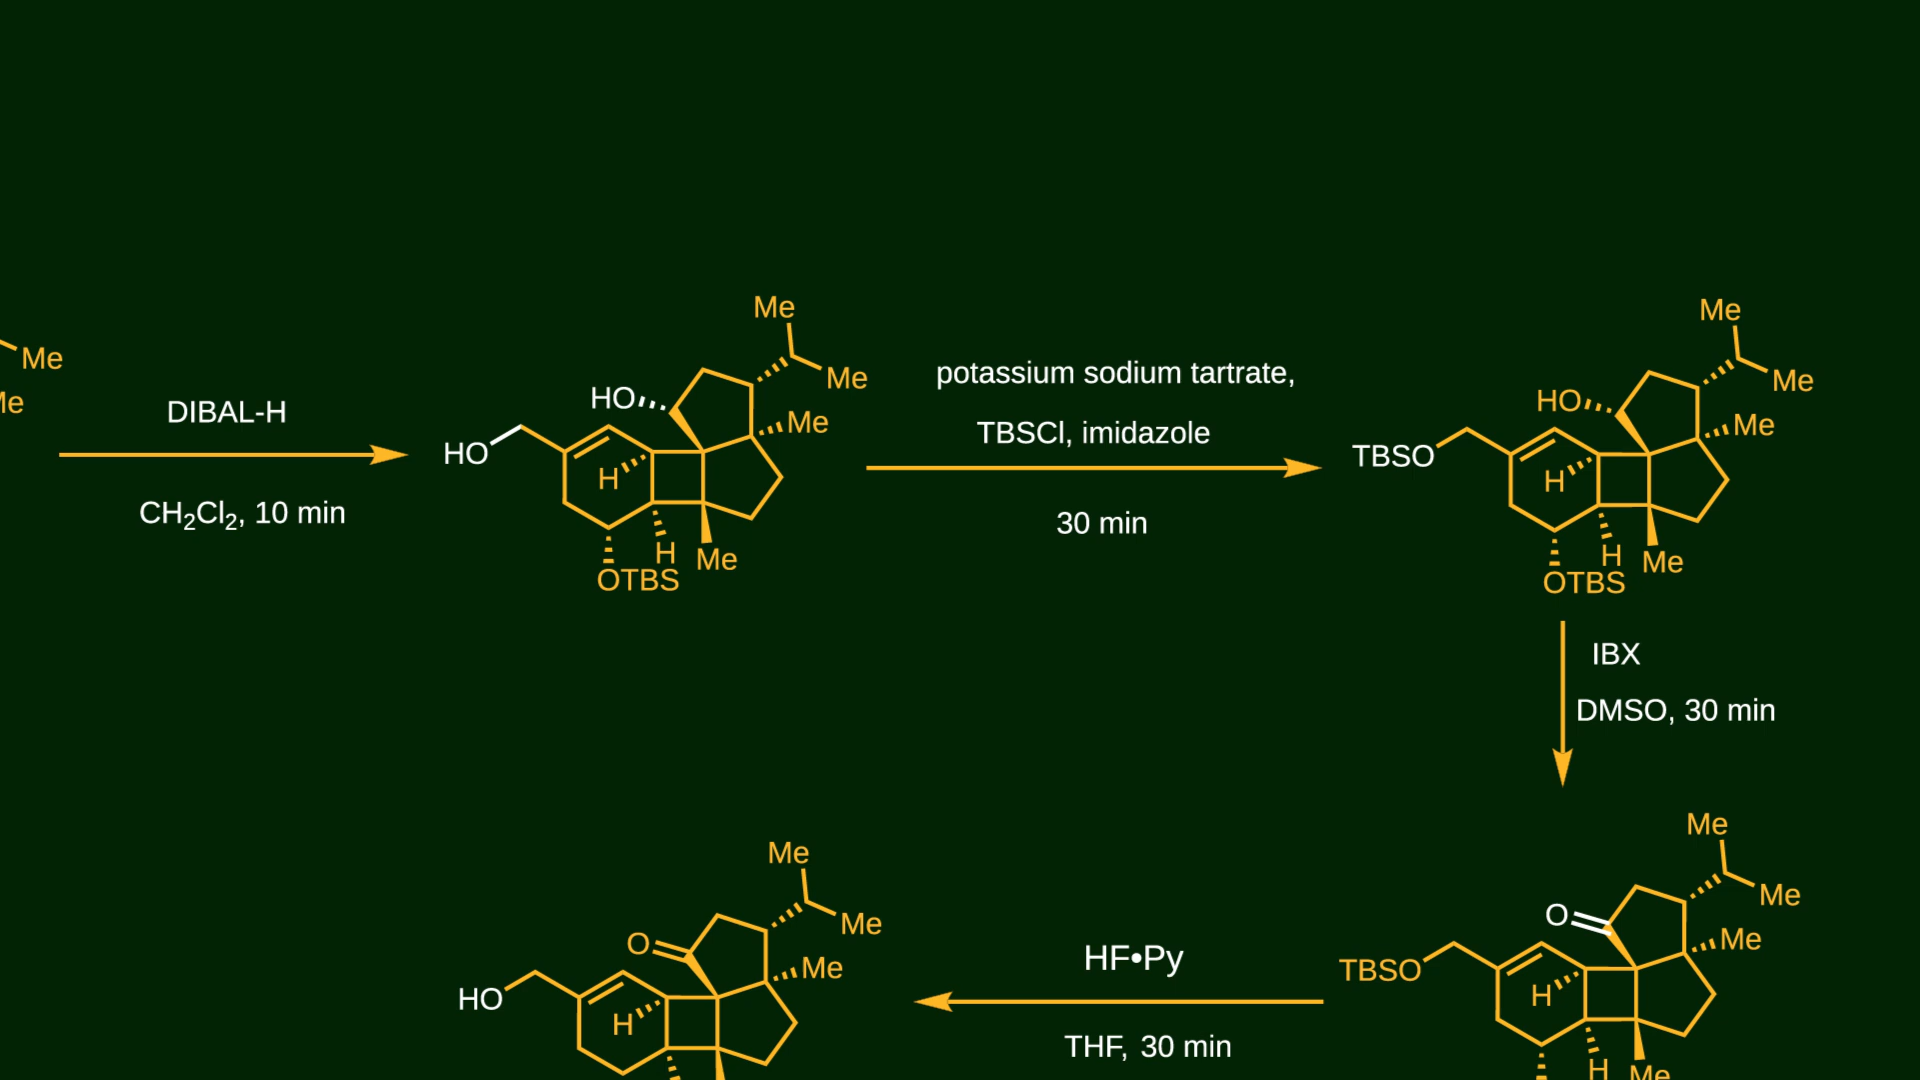 Me
Me
DIBAL-H
CH₂Cl₂, 10 min
Me
Me
HO
Me
HO
H
H
Me
OTBS
potassium sodium tartrate,
TBSCl, imidazole
30 min
Me
Me
HO
Me
TBSO
H
H
Me
OTBS
IBX
DMSO, 30 min
Me
Me
O
Me
TBSO
H
H
Me
HF•Py
THF, 30 min
Me
Me
O
Me
HO
H